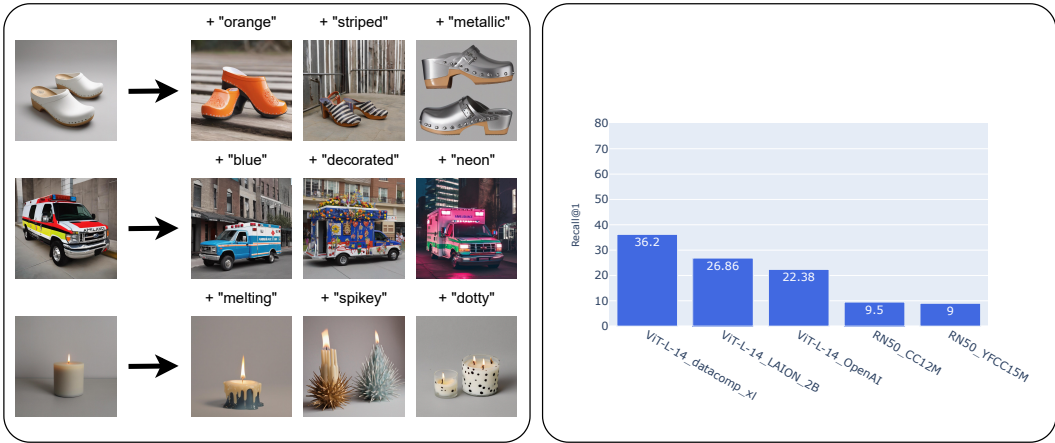 + "orange" + "striped" + "metallic"
+ "blue" + "decorated" + "neon"
+ "melting" + "spikey" + "dotty"
80
70
60
50
40
30
20
10
0
Recall@1
36.2
26.86
22.38
9.5
9
ViT-L-14_datacomp_xl
ViT-L-14_LAION_2B
ViT-L-14_OpenAI
RN50_CC12M
RN50_YFCC15M